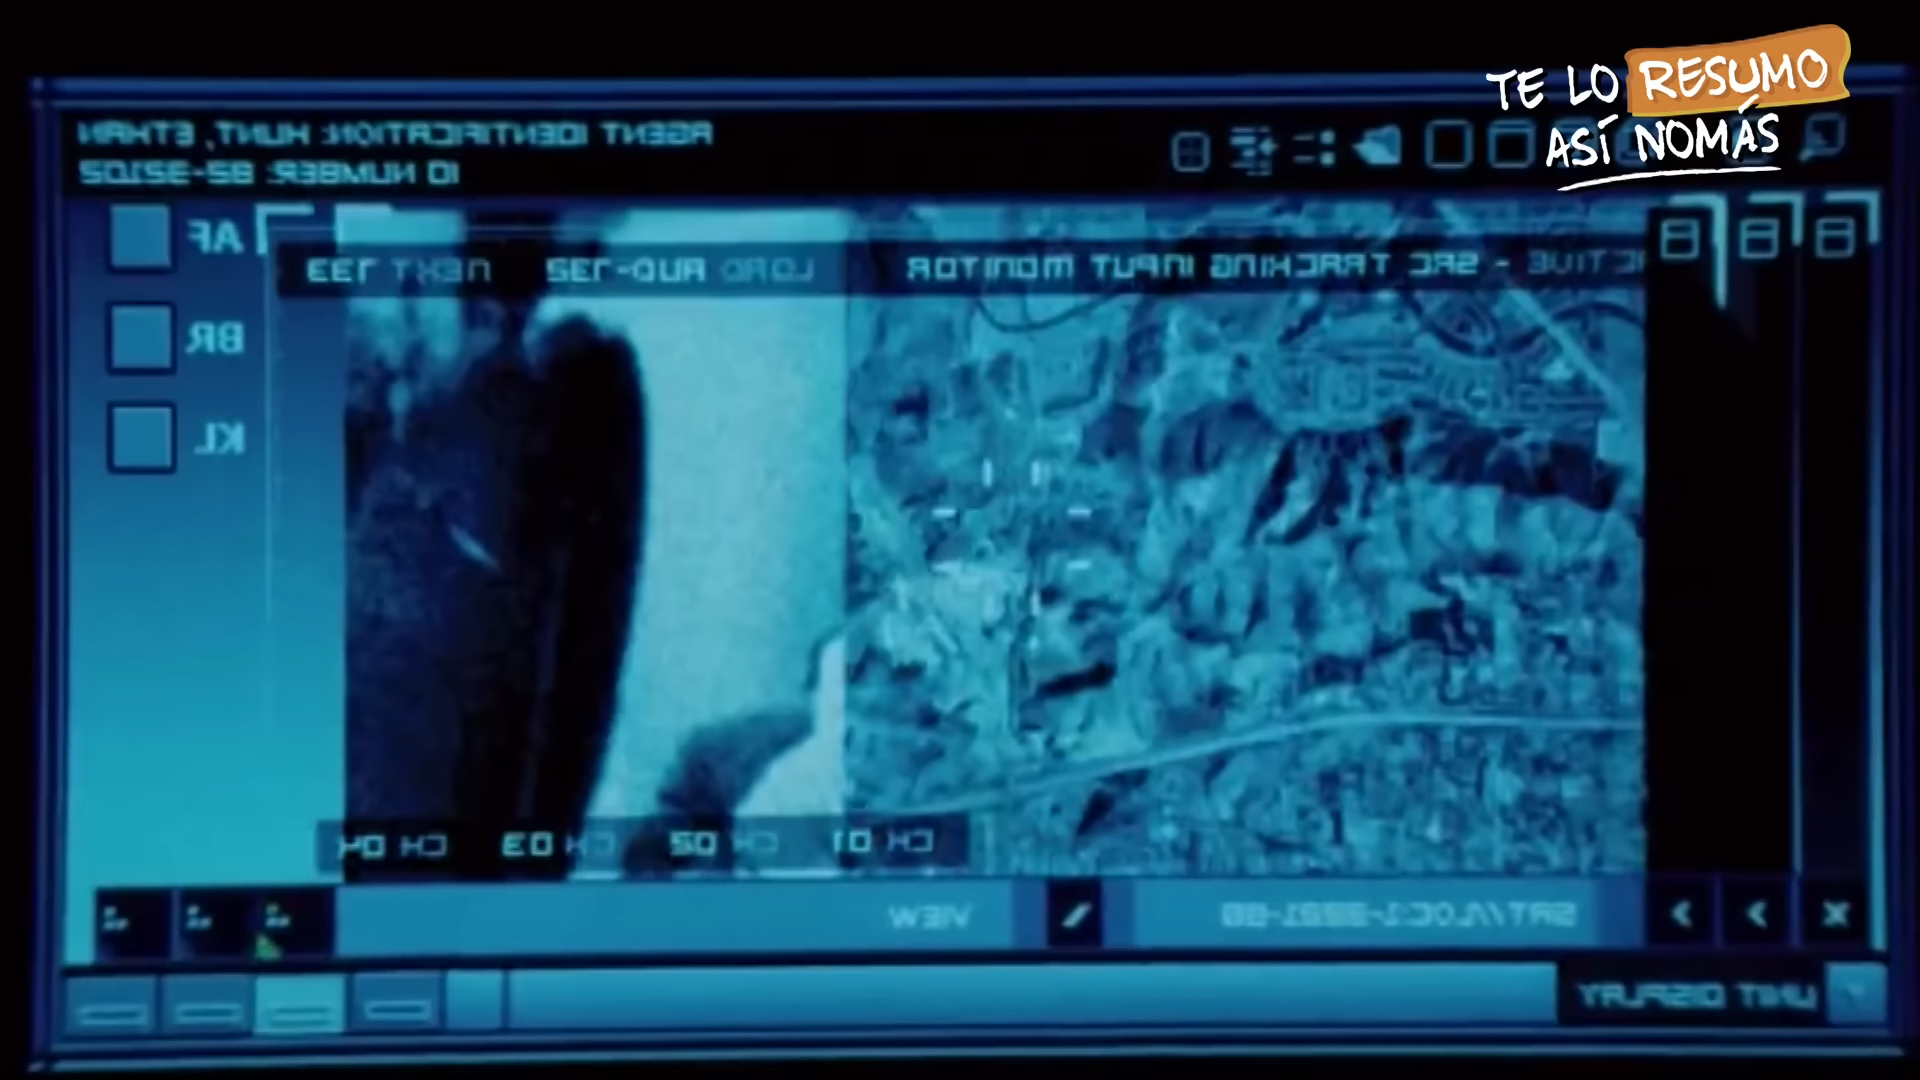 TE LO RESUMO
ASÍ NOMÁS
AGENT IDENTIFICATION: HUNT, ETHAN
ID NUMBER:
AF
BR
KL
NEXT
LOAD
SRC TRACKING INPUT MONITOR
CH 04 CH 03 CH 02 CH 01
VIEW
UNIT DISPLAY